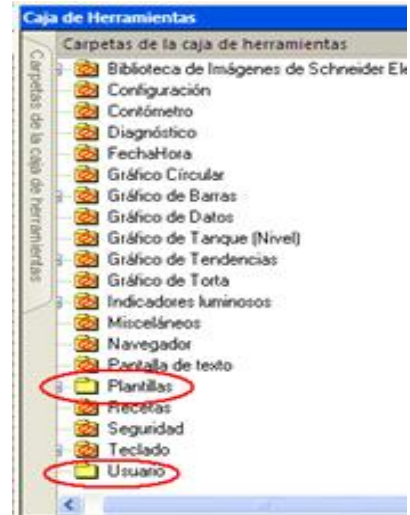 Caja de Herramientas
Carpetas de la caja de herramientas
Carpetas de la caja de herramientas
Biblioteca de Imágenes de Schneider Ele
Configuración
Contómetro
Diagnóstico
FechaHora
Gráfico Circular
Gráfico de Barras
Gráfico de Datos
Gráfico de Tanque (Nivel)
Gráfico de Tendencias
Gráfico de Torta
Indicadores luminosos
Misceláneos
Navegador
Pantalla de texto
Plantillas
Recetas
Seguridad
Teclado
Usuario